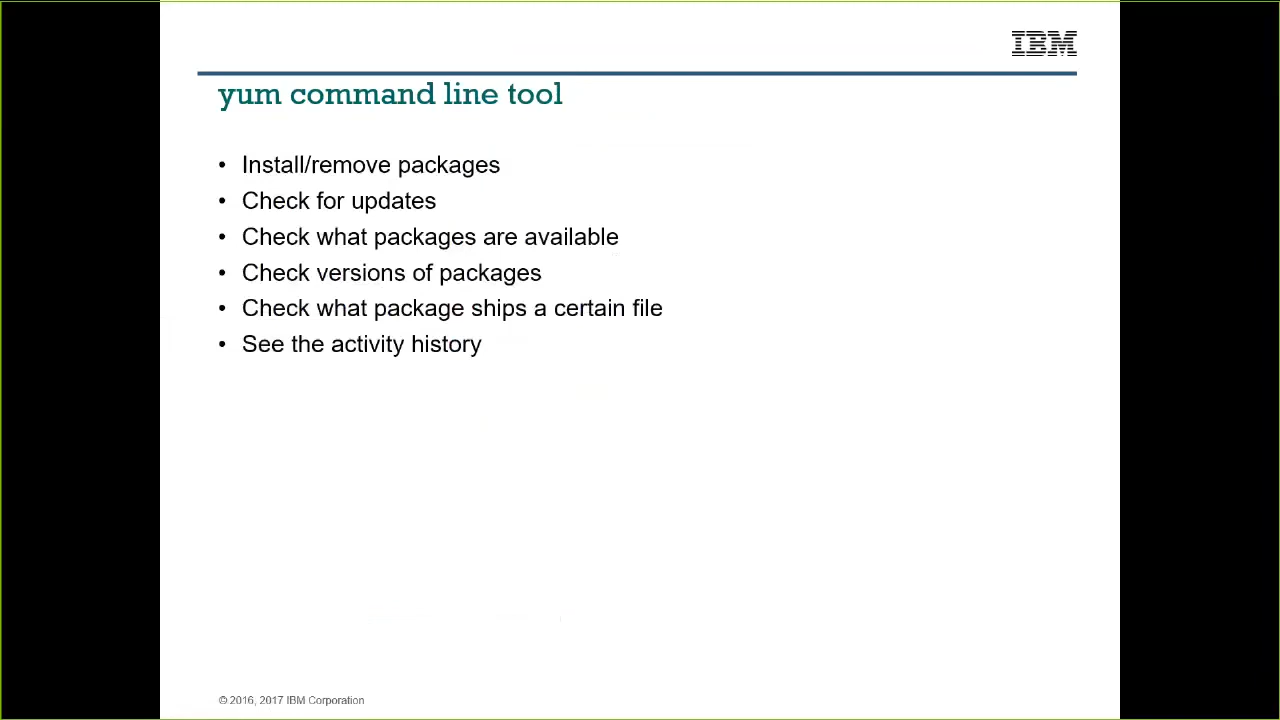 IBM
yum command line tool
• Install/remove packages
• Check for updates
• Check what packages are available
• Check versions of packages
• Check what package ships a certain file
• See the activity history
© 2016, 2017 IBM Corporation